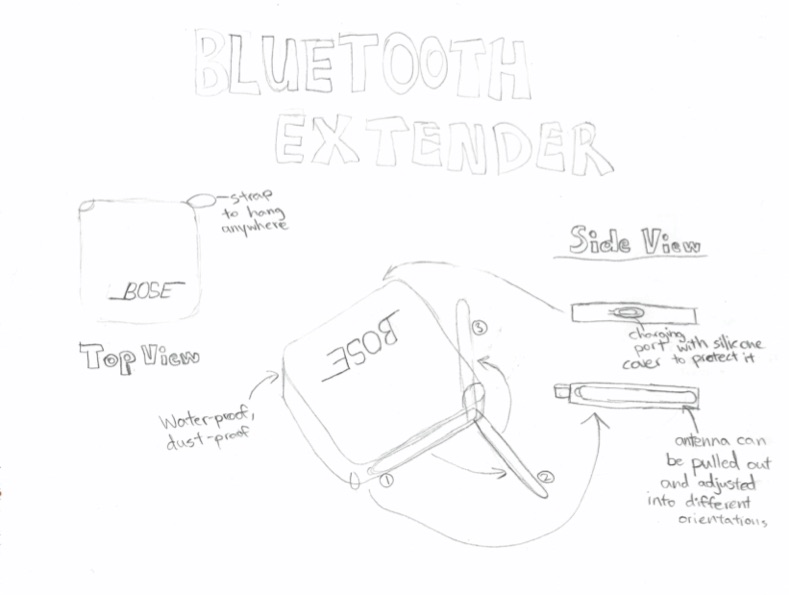 BLUETOOTH
EXTENDER
strap
to hang
anywhere
BOSE
Top View
Side View
charging
port with silicone
cover to protect it
BOSE
③
Water-proof,
dust-proof
①
②
antenna can
be pulled out
and adjusted
into different
orientations